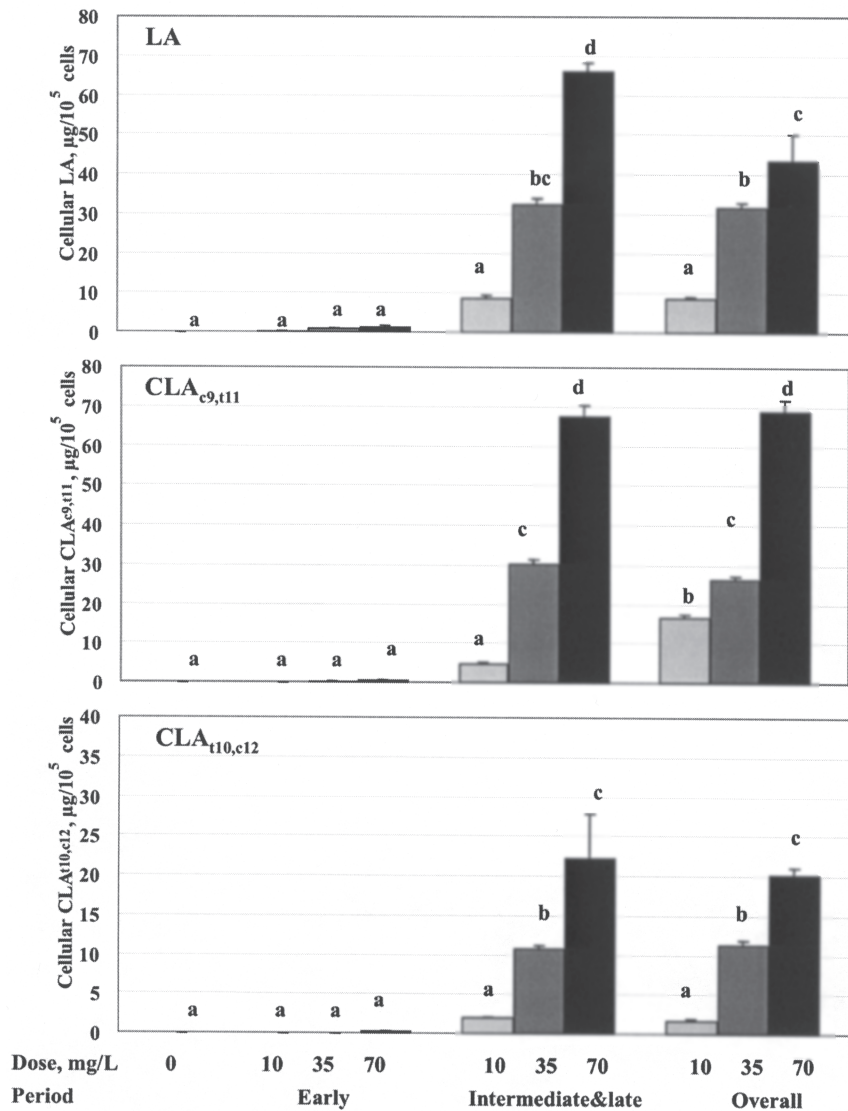 LA
Cellular LA, µg/10⁵ cells
80
70
60
50
40
30
20
10
0
a
a
a
a
a
bc
d
a
b
c
CLAc9,t11
Cellular CLAc9,t11, µg/10⁵ cells
80
70
60
50
40
30
20
10
0
a
a
a
a
a
c
d
b
c
d
CLAt10,c12
Cellular CLAt10,c12, µg/10⁵ cells
40
35
30
25
20
15
10
5
0
a
a
a
a
a
b
c
a
b
c
Dose, mg/L 0 10 35 70 10 35 70 10 35 70
Period Early Intermediate&late Overall